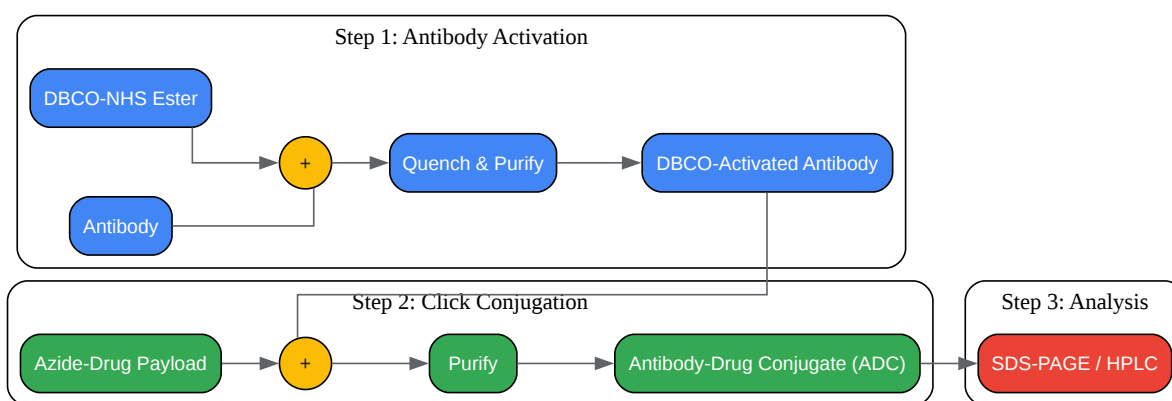 Step 1: Antibody Activation
DBCO-NHS Ester
+
Quench & Purify
DBCO-Activated Antibody
Antibody
Step 2: Click Conjugation
Azide-Drug Payload
+
Purify
Antibody-Drug Conjugate (ADC)
Step 3: Analysis
SDS-PAGE / HPLC